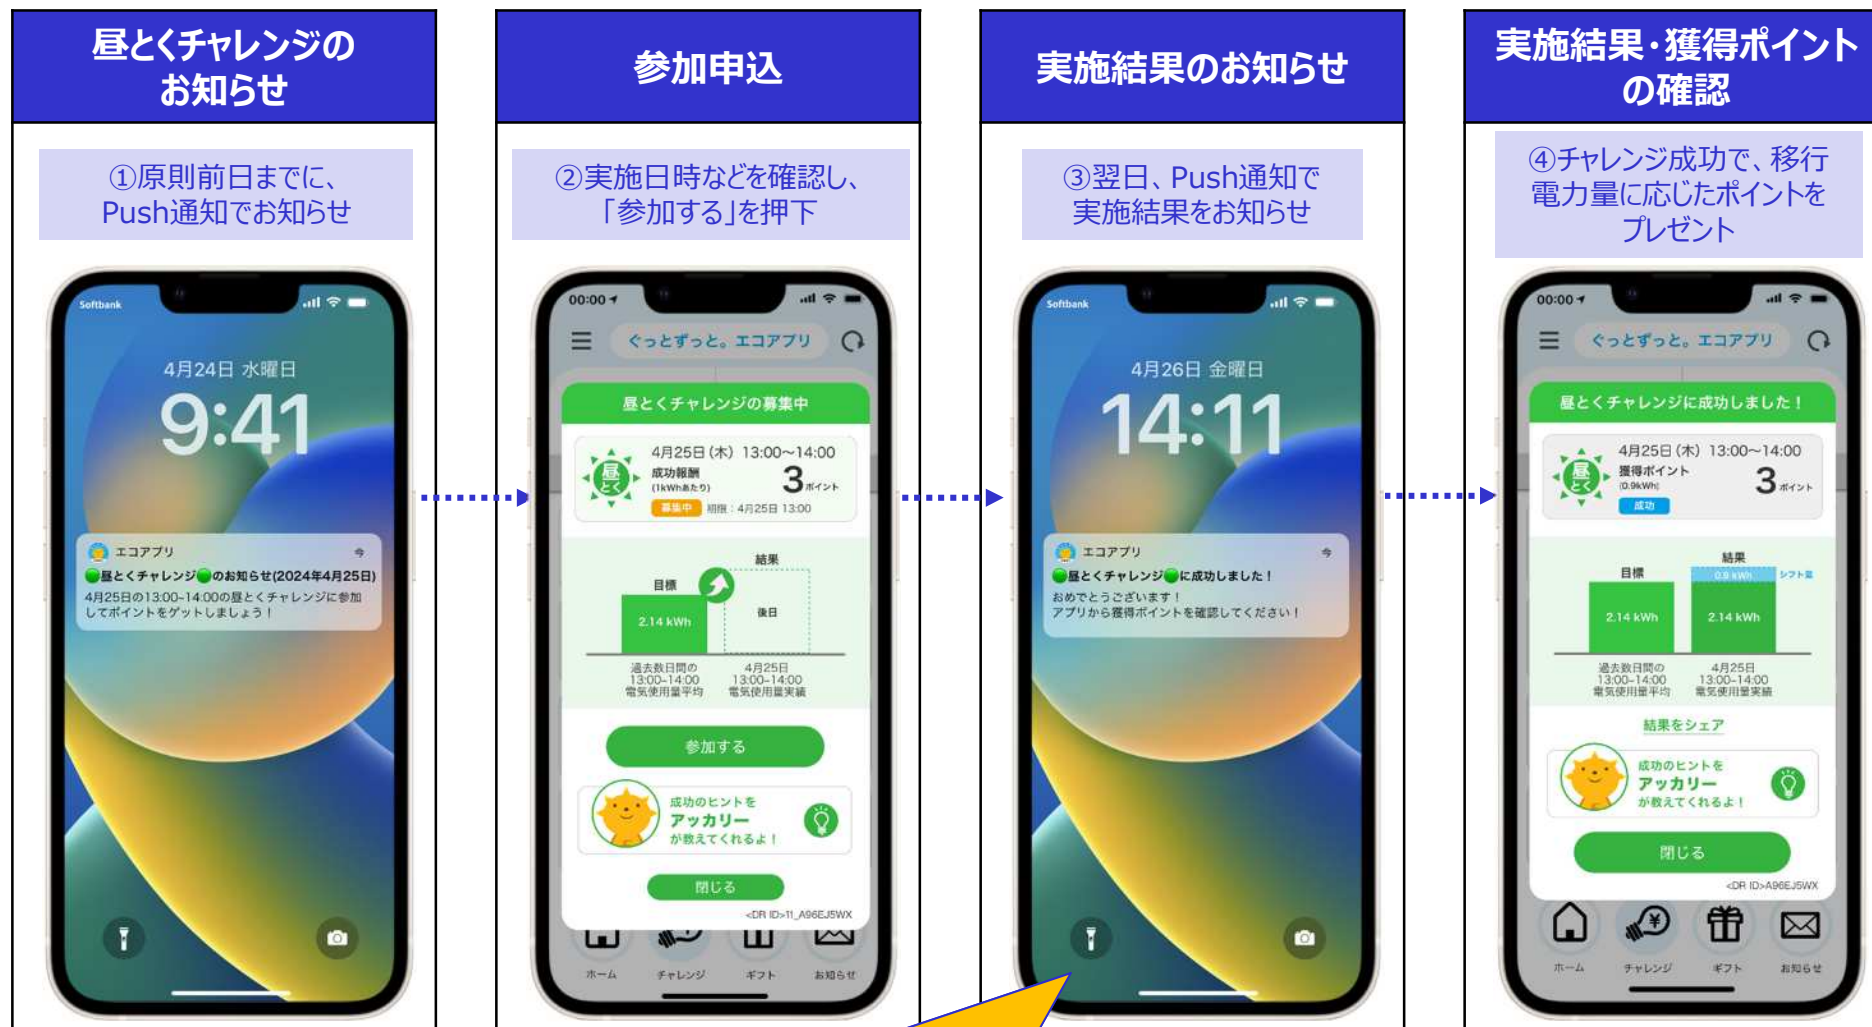 昼とくチャレンジの
お知らせ
①原則前日までに、
Push通知でお知らせ
Softbank
4月24日 水曜日
9:41
エコアプリ
今
昼とくチャレンジ🟢のお知らせ(2024年4月25日)
4月25日の13:00-14:00の昼とくチャレンジに参加
してポイントをゲットしましょう！
参加申込
②実施日時などを確認し、
「参加する」を押下
00:00
ぐっとずっと。エコアプリ
昼とくチャレンジの募集中
昼
とく
4月25日(木) 13:00～14:00
成功報酬
(1kWhあたり)
3ポイント
募集中 期限：4月25日 13:00
結果
目標
後日
2.14 kWh
過去数日間の
13:00-14:00
電気使用量平均
4月25日
13:00-14:00
電気使用量実績
参加する
成功のヒントを
アッカリー
が教えてくれるよ！
閉じる
<DR ID>11_A96EJ5WX
ホーム
チャレンジ
ギフト
お知らせ
実施結果のお知らせ
③翌日、Push通知で
実施結果をお知らせ
Softbank
4月26日 金曜日
14:11
エコアプリ
今
昼とくチャレンジ🟢に成功しました！
おめでとうございます！
アプリから獲得ポイントを確認してください！
実施結果･獲得ポイント
の確認
④チャレンジ成功で、移行
電力量に応じたポイントを
プレゼント
00:00
ぐっとずっと。エコアプリ
昼とくチャレンジに成功しました！
昼
とく
4月25日(木) 13:00～14:00
獲得ポイント
(0.9kWh)
3ポイント
成功
結果
目標
0.9 kWh
シフト量
2.14 kWh
2.14 kWh
過去数日間の
13:00-14:00
電気使用量平均
4月25日
13:00-14:00
電気使用量実績
結果をシェア
成功のヒントを
アッカリー
が教えてくれるよ！
閉じる
<DR ID>A96EJ5WX
ホーム
チャレンジ
ギフト
お知らせ